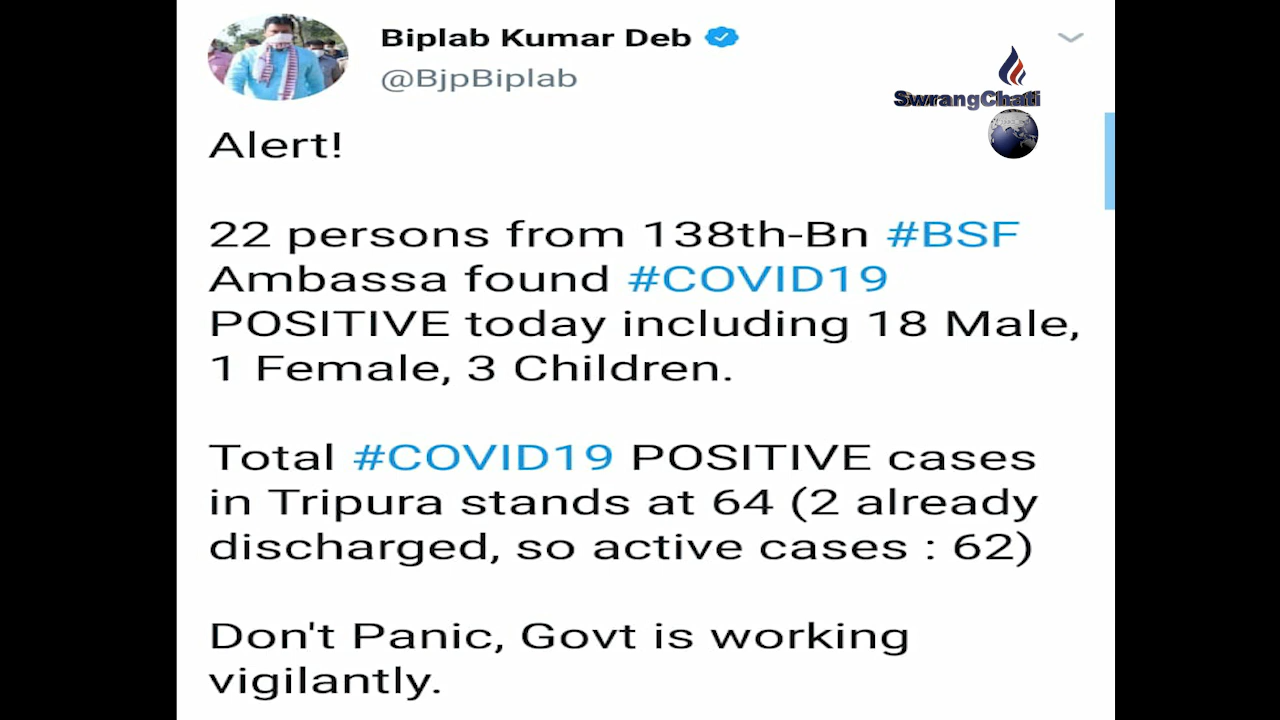 Biplab Kumar Deb
@BjpBiplab
SwrangChati
Alert!
22 persons from 138th-Bn #BSF
Ambassa found #COVID19
POSITIVE today including 18 Male,
1 Female, 3 Children.
Total #COVID19 POSITIVE cases
in Tripura stands at 64 (2 already
discharged, so active cases : 62)
Don't Panic, Govt is working
vigilantly.